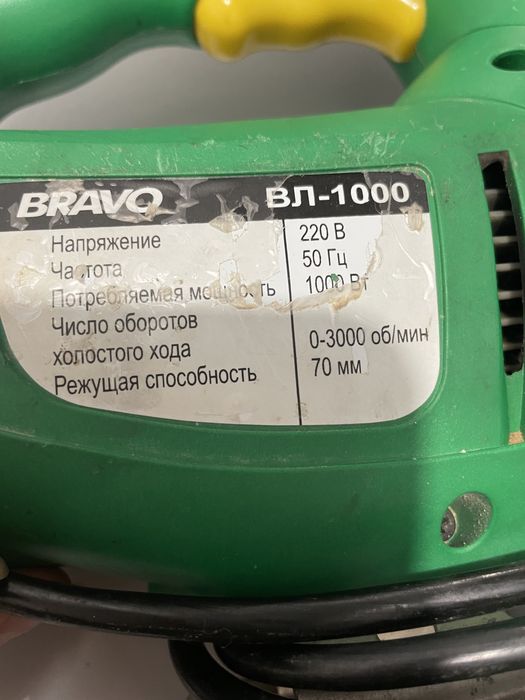 BRAVO ВЛ-1000
Напряжение 220 В
Частота 50 Гц
Потребляемая мощность 1000 Вт
Число оборотов
холостого хода 0-3000 об/мин
Режущая способность 70 мм